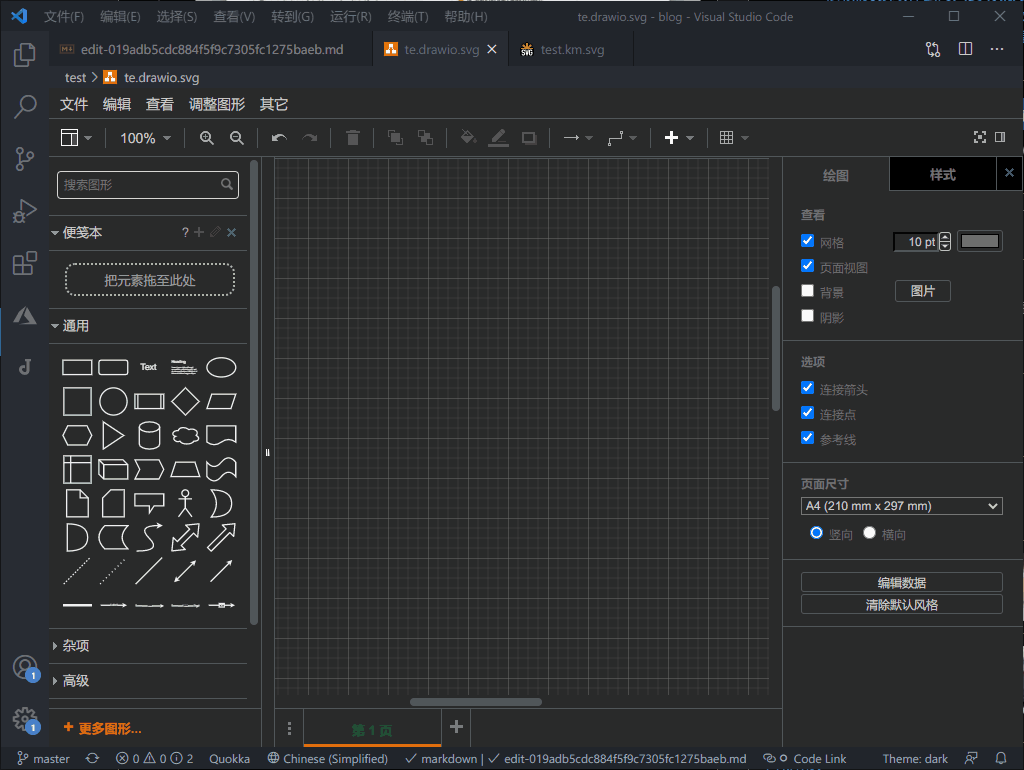 文件(F) 编辑(E) 选择(S) 查看(V) 转到(G) 运行(R) 终端(T) 帮助(H) te.drawio.svg - blog - Visual Studio Code
edit-019adb5cdc884f5f9c7305fc1275baeb.md te.drawio.svg test.km.svg
test te.drawio.svg
文件 编辑 查看 调整图形 其它
100%
搜索图形
绘图 样式
查看
便笺本 ?
网格 10 pt
页面视图
把元素拖至此处
背景 图片
阴影
通用
选项
Text Heading
连接箭头
连接点
参考线
页面尺寸
A4 (210 mm x 297 mm)
竖向 横向
编辑数据
清除默认风格
杂项
高级
更多图形...
第 1 页
1
1
master 0 0 2 Quokka Chinese (Simplified) markdown | edit-019adb5cdc884f5f9c7305fc1275baeb.md Code Link Theme: dark